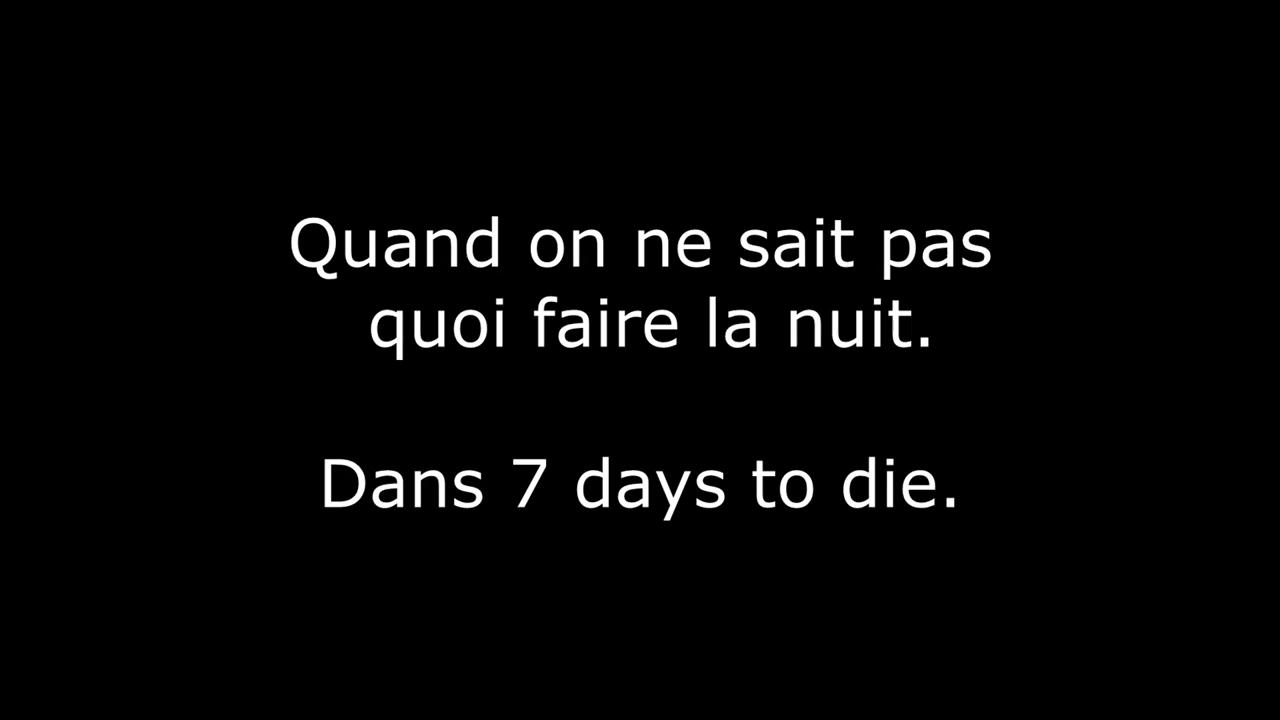 Quand on ne sait pas
quoi faire la nuit.
Dans 7 days to die.